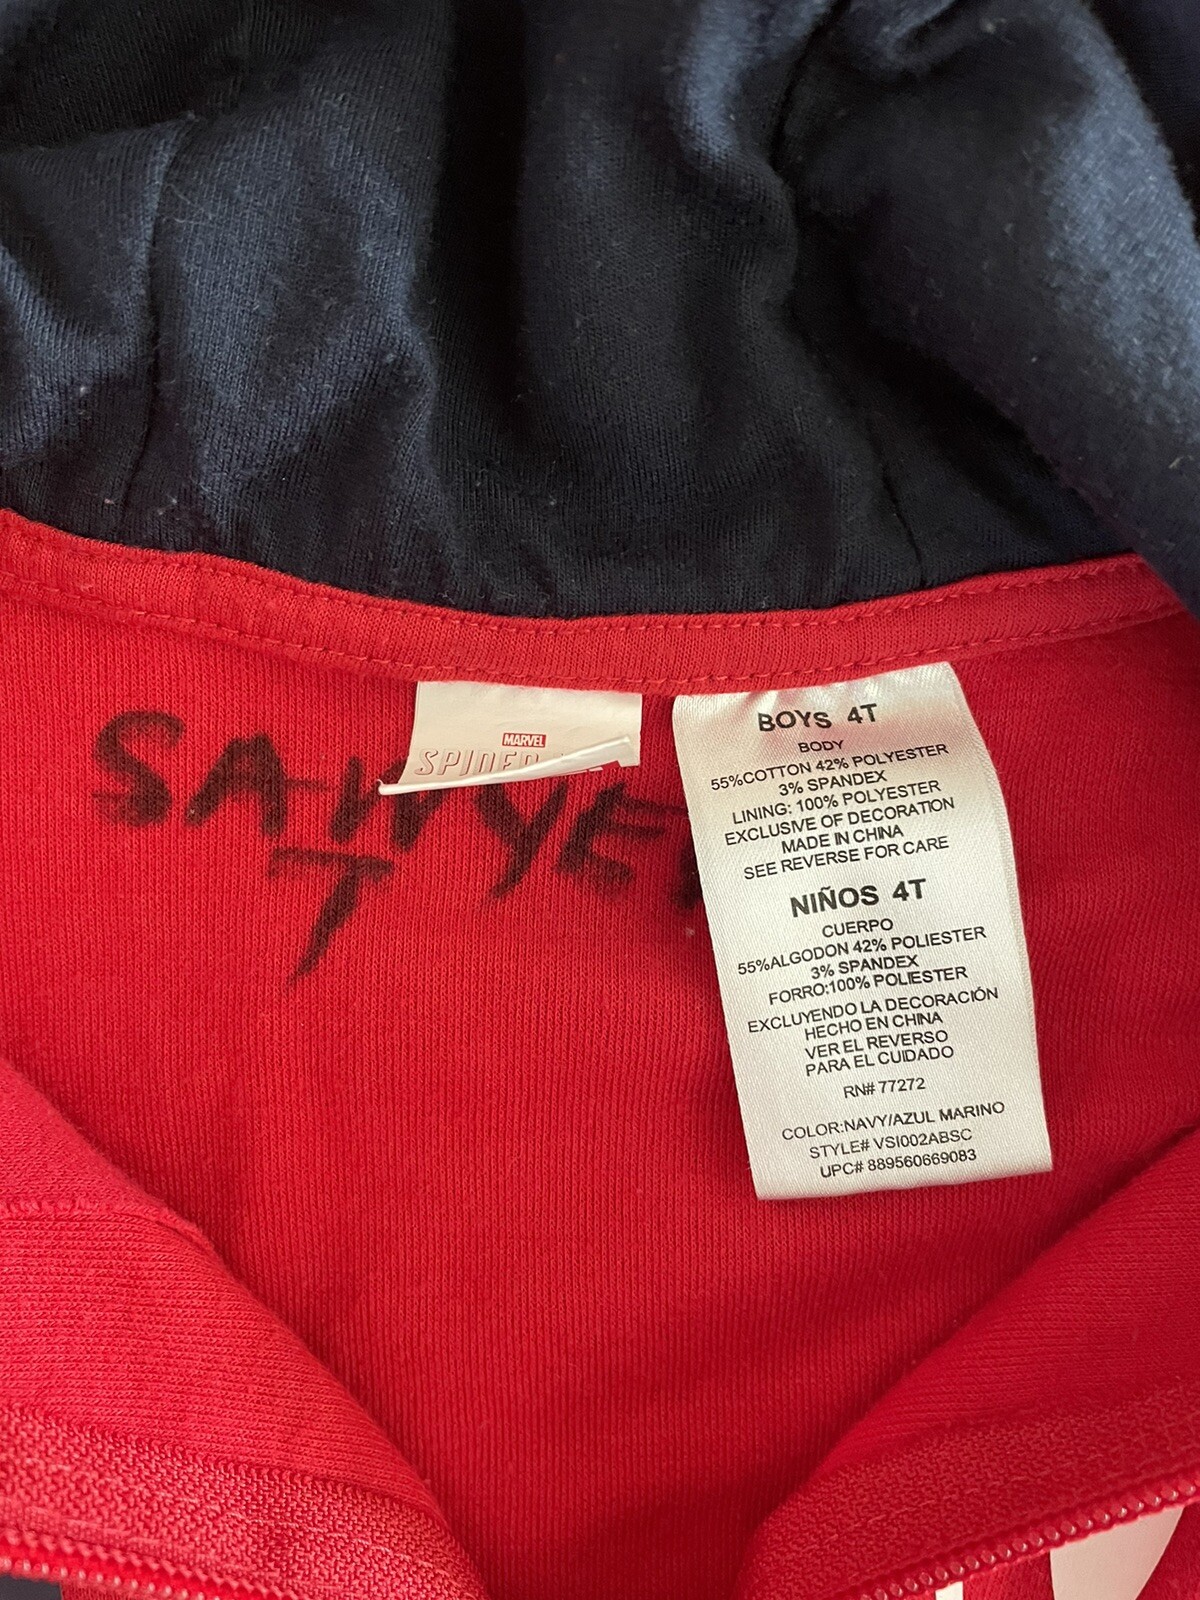 MARVEL
SAWYE
T
BOYS 4T
BODY
55%COTTON 42% POLYESTER
3% SPANDEX
LINING: 100% POLYESTER
EXCLUSIVE OF DECORATION
MADE IN CHINA
SEE REVERSE FOR CARE
NIÑOS 4T
CUERPO
55%ALGODON 42% POLIESTER
3% SPANDEX
FORRO:100% POLIESTER
EXCLUYENDO LA DECORACIÓN
HECHO EN CHINA
VER EL REVERSO
PARA EL CUIDADO
RN# 77272
COLOR:NAVY/AZUL MARINO
STYLE# VSI002ABSC
UPC# 889560669083